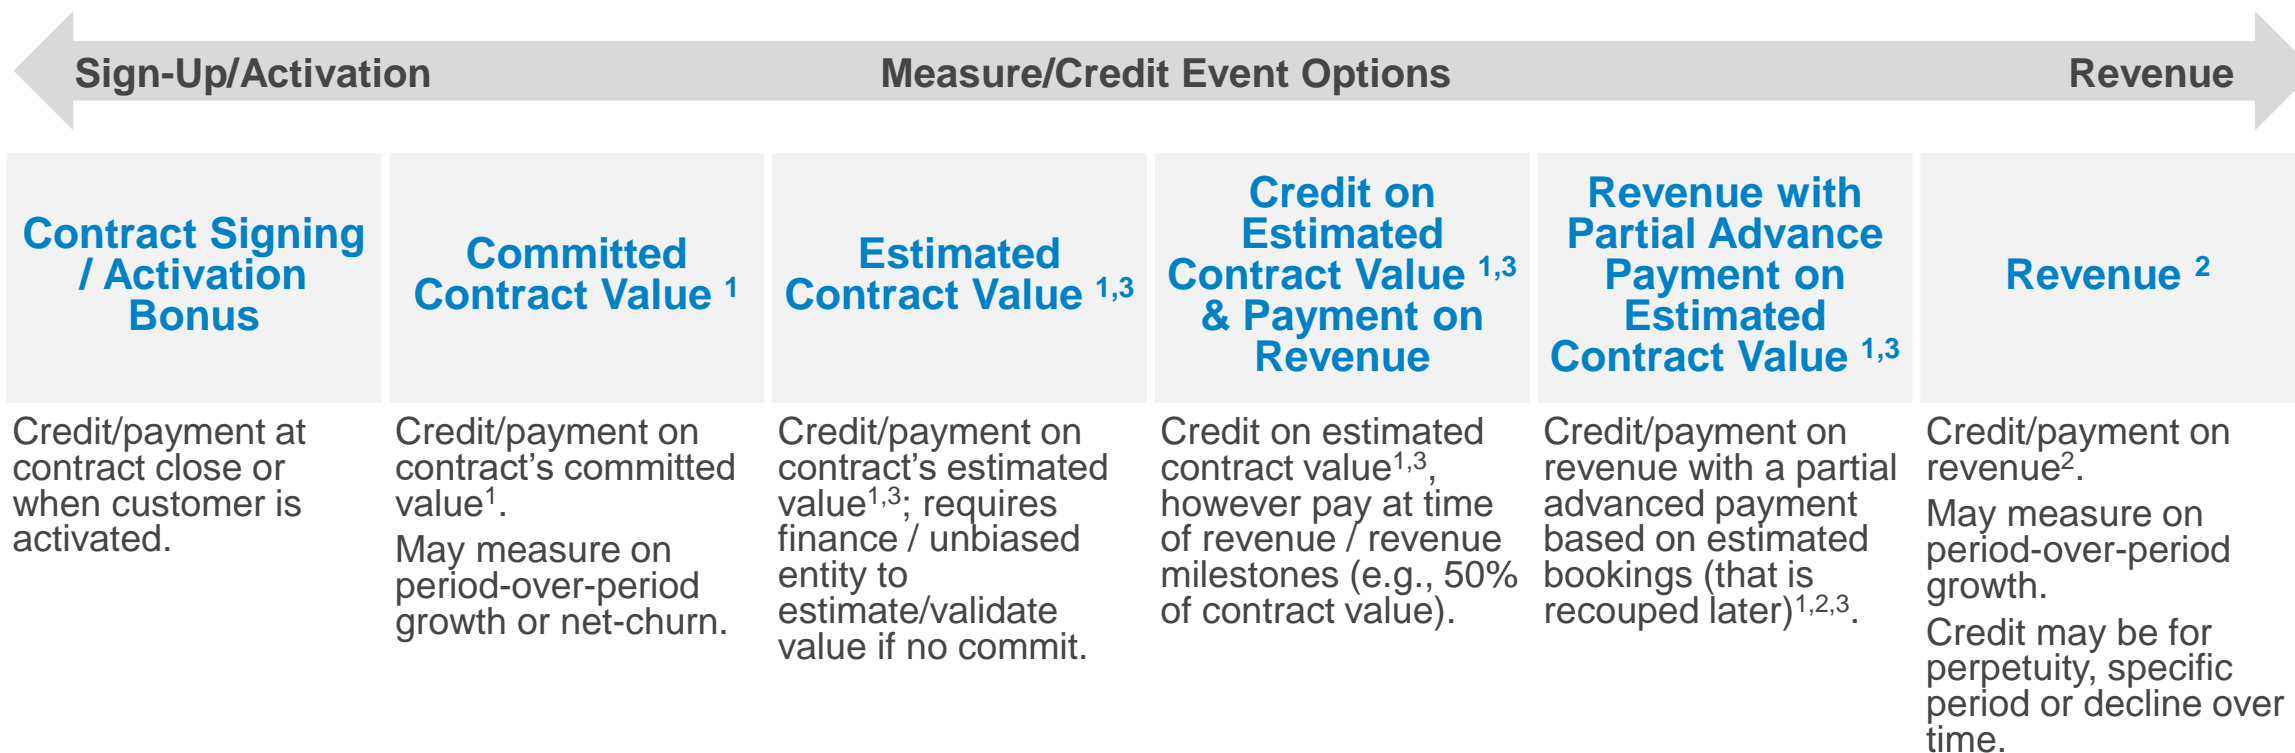 Sign-Up/Activation Measure/Credit Event Options Revenue
Contract Signing
/ Activation
Bonus
Committed
Contract Value 1
Estimated
Contract Value 1,3
Credit on
Estimated
Contract Value 1,3
& Payment on
Revenue
Revenue with
Partial Advance
Payment on
Estimated
Contract Value 1,3
Revenue 2
Credit/payment at
contract close or
when customer is
activated.
Credit/payment on
contract’s committed
value1.
May measure on
period-over-period
growth or net-churn.
Credit/payment on
contract’s estimated
value1,3; requires
finance / unbiased
entity to
estimate/validate
value if no commit.
Credit on estimated
contract value1,3,
however pay at time
of revenue / revenue
milestones (e.g., 50%
of contract value).
Credit/payment on
revenue with a partial
advanced payment
based on estimated
bookings (that is
recouped later)1,2,3.
Credit/payment on
revenue2.
May measure on
period-over-period
growth.
Credit may be for
perpetuity, specific
period or decline over
time.